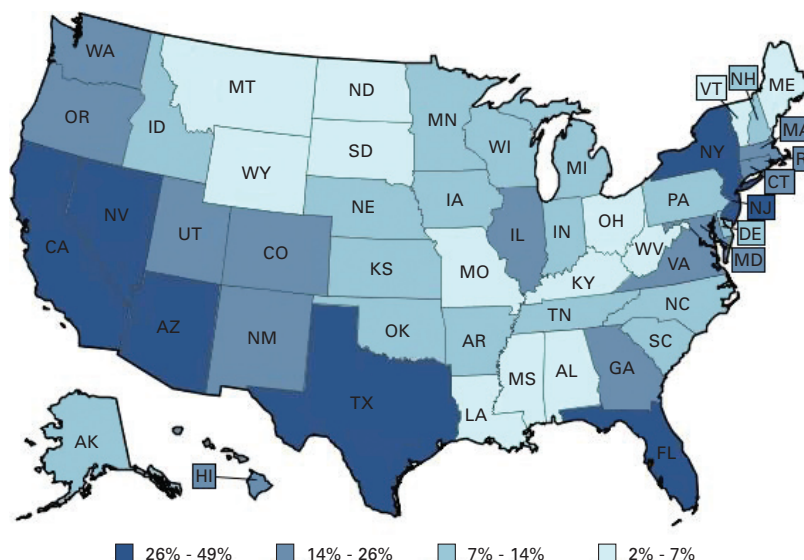 WA
MT
ND
MN
VT
NH
ME
OR
ID
WY
SD
WI
MI
NY
MA
R
CT
NV
UT
CO
NE
IA
IL
IN
OH
PA
NJ
DE
MD
CA
KS
MO
WV
VA
KY
AZ
NM
OK
AR
TN
NC
SC
TX
LA
MS
AL
GA
FL
AK
HI
26% - 49% 14% - 26% 7% - 14% 2% - 7%